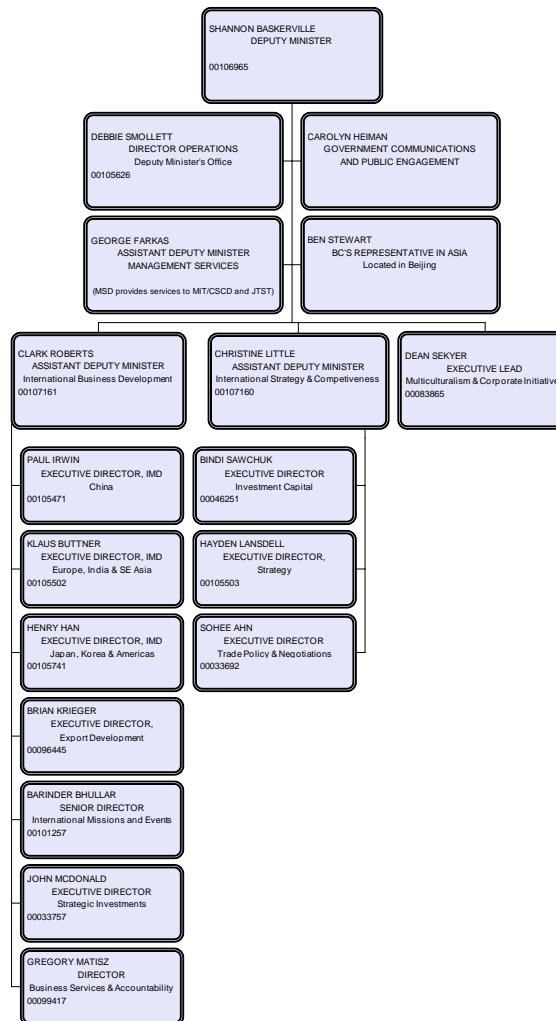 SHANNON BASKERVILLE
DEPUTY MINISTER
00106965
DEBBIE SMOLLETT
DIRECTOR OPERATIONS
Deputy Minister's Office
00105626
CAROLYN HEIMAN
GOVERNMENT COMMUNICATIONS
AND PUBLIC ENGAGEMENT
GEORGE FARKAS
ASSISTANT DEPUTY MINISTER
MANAGEMENT SERVICES
(MSD provides services to MIT/CSCD and JTST)
BEN STEWART
BC'S REPRESENTATIVE IN ASIA
Located in Beijing
CLARK ROBERTS
ASSISTANT DEPUTY MINISTER
International Business Development
00107161
CHRISTINE LITTLE
ASSISTANT DEPUTY MINISTER
International Strategy & Competiveness
00107160
DEAN SEKYER
EXECUTIVE LEAD
Multiculturalism & Corporate Initiative
00083865
PAUL IRWIN
EXECUTIVE DIRECTOR, IMD
China
00105471
KLAUS BUTTNER
EXECUTIVE DIRECTOR, IMD
Europe, India & SE Asia
00105502
HENRY HAN
EXECUTIVE DIRECTOR, IMD
Japan, Korea & Americas
00105741
BRIAN KRIEGER
EXECUTIVE DIRECTOR,
Export Development
00096445
BARINDER BHULLAR
SENIOR DIRECTOR
International Missions and Events
00101257
JOHN MCDONALD
EXECUTIVE DIRECTOR
Strategic Investments
00033757
GREGORY MATISZ
DIRECTOR
Business Services & Accountability
00099417
BINDI SAWCHUK
EXECUTIVE DIRECTOR
Investment Capital
00046251
HAYDEN LANSDELL
EXECUTIVE DIRECTOR,
Strategy
00105503
SOHEE AHN
EXECUTIVE DIRECTOR
Trade Policy & Negotiations
00033692